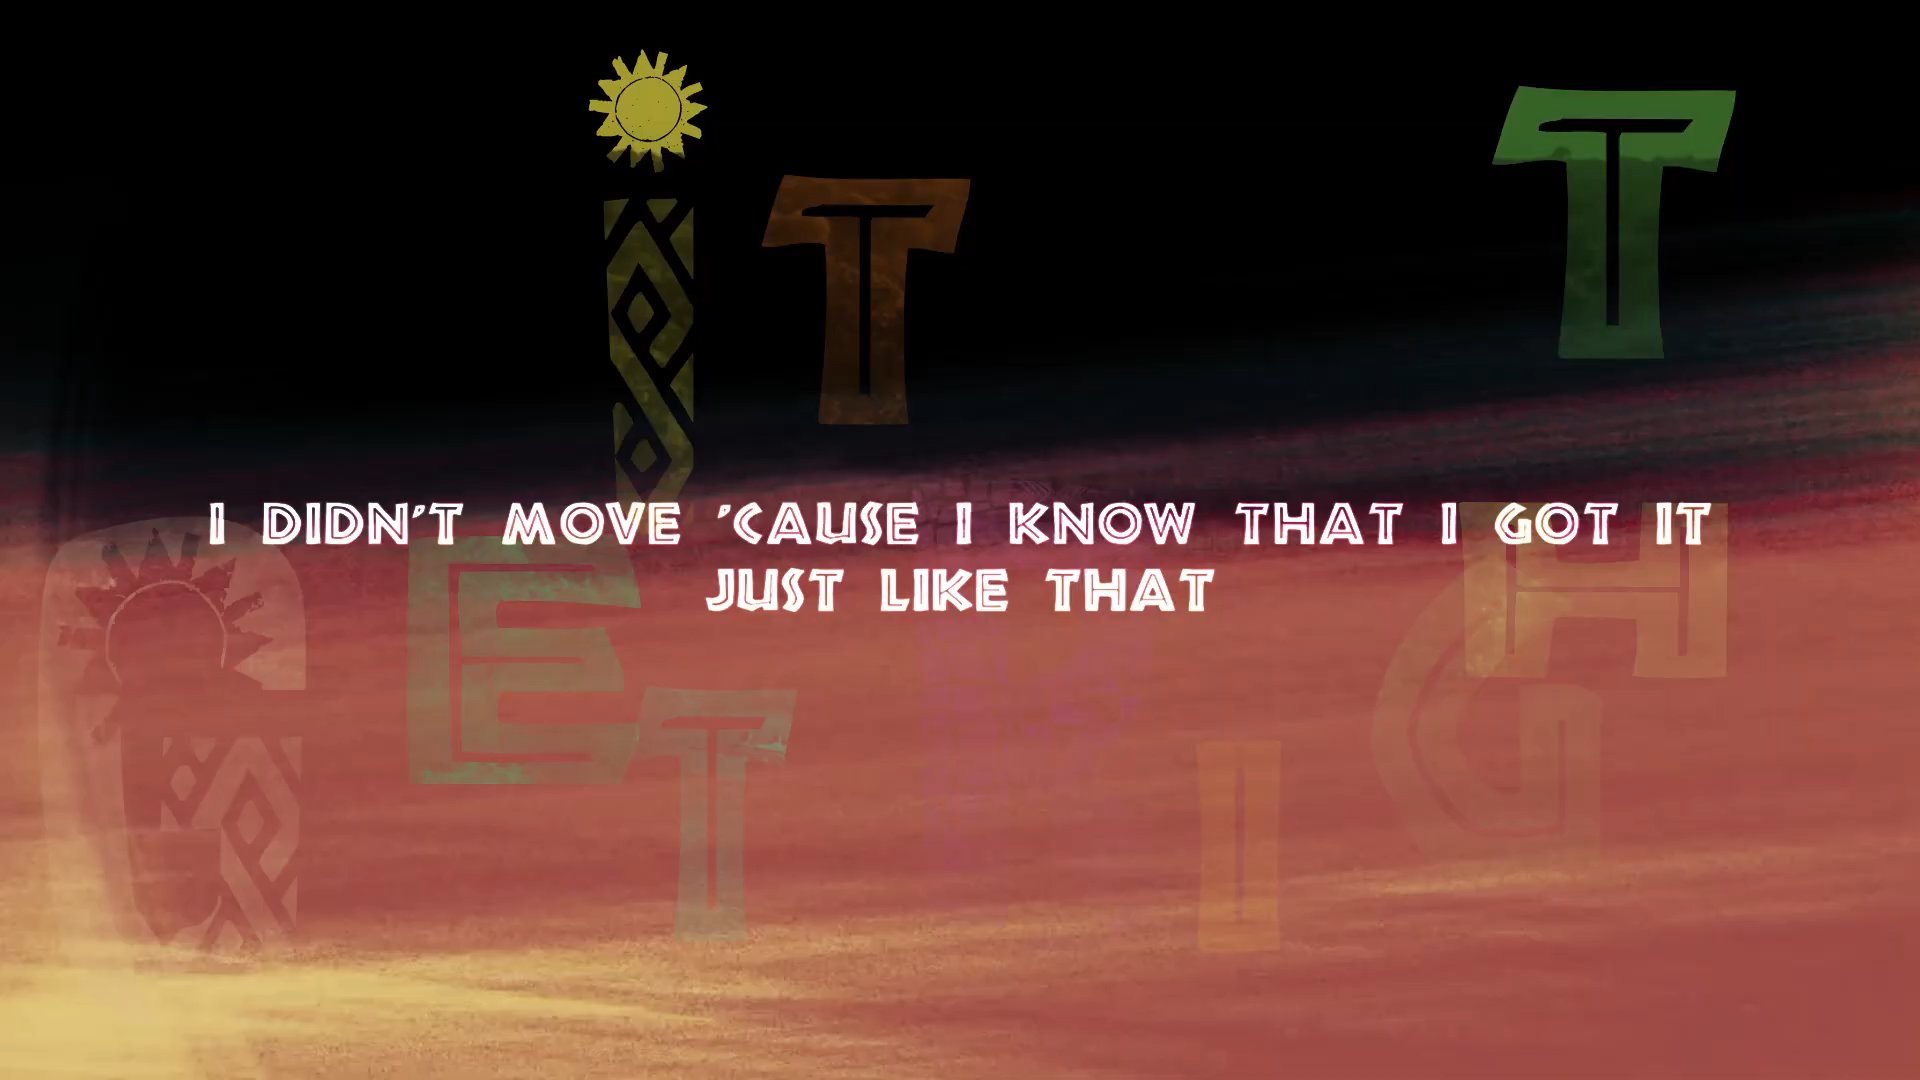 i T T
I DIDN'T MOVE 'CAUSE I KNOW THAT I GOT IT
JUST LIKE THAT
G E T R I G H